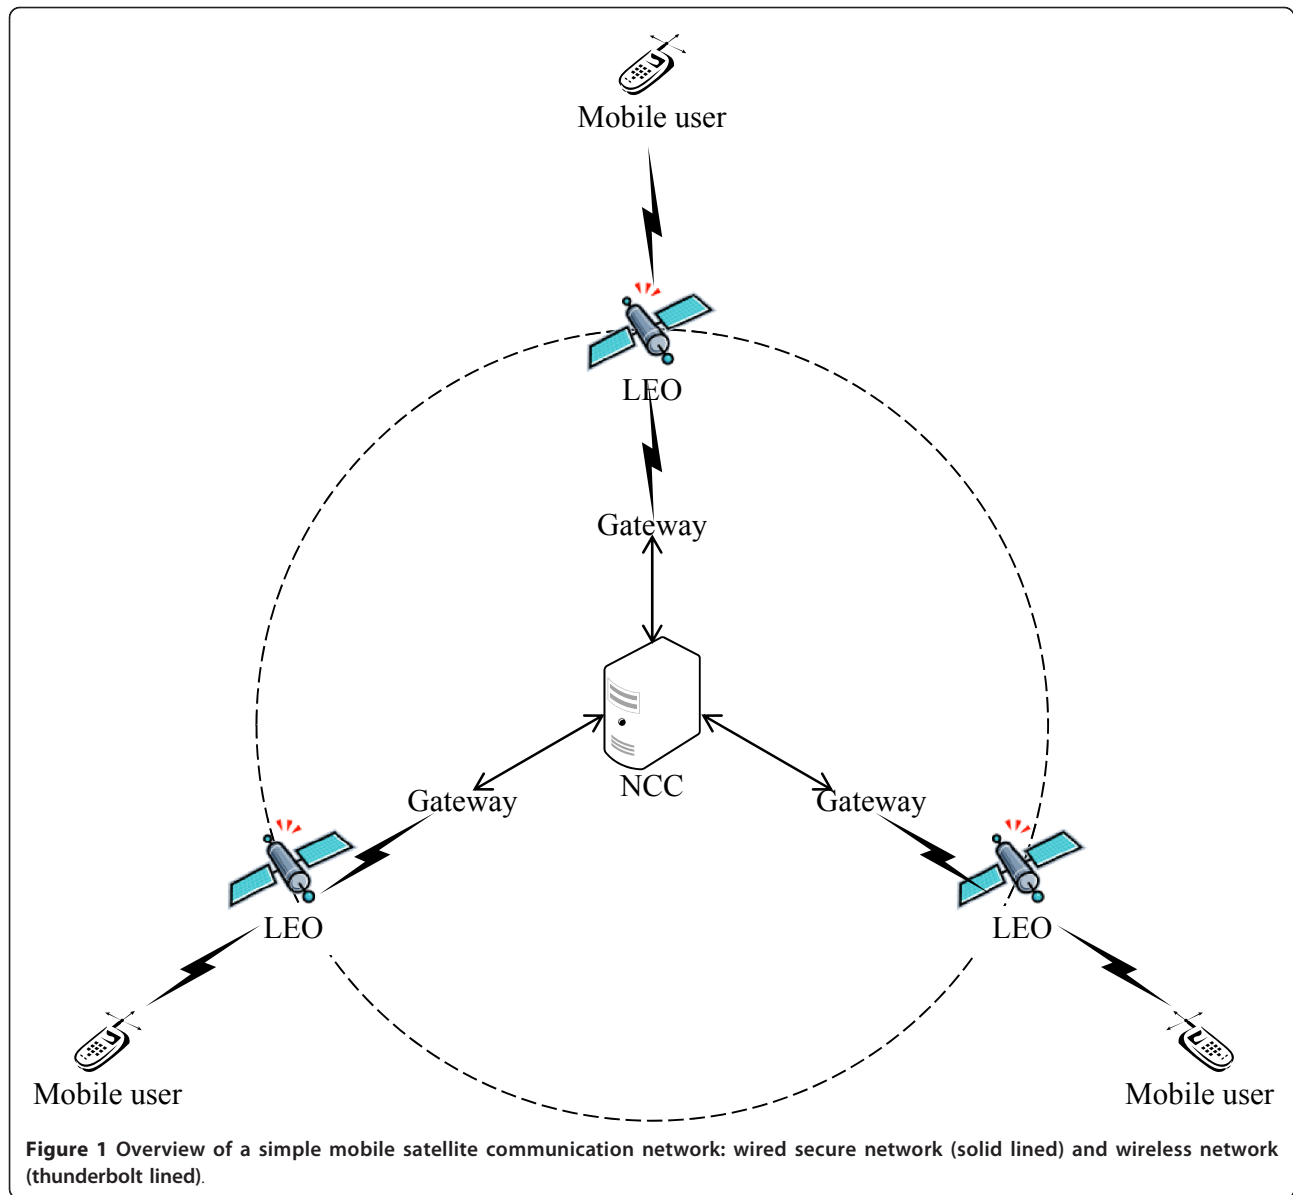 Mobile user
LEO
Gateway
NCC
Gateway
Gateway
LEO
LEO
Mobile user
Mobile user
Figure 1 Overview of a simple mobile satellite communication network: wired secure network (solid lined) and wireless network
(thunderbolt lined).